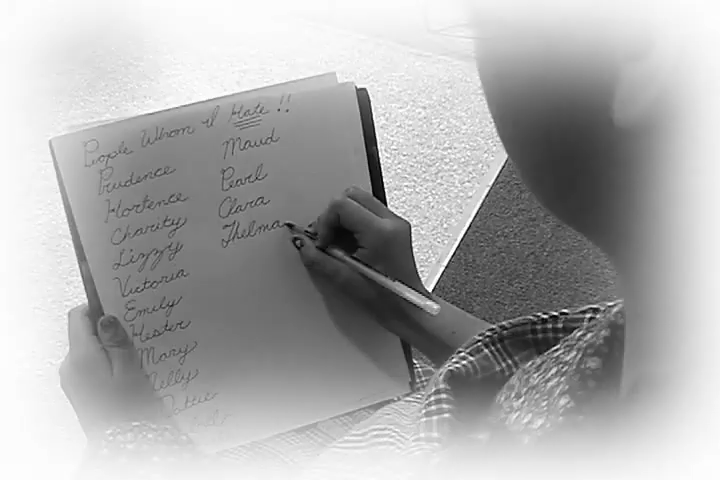 People Whom I Hate!!
Prudence
Hortence
Charity
Lizzy
Victoria
Emily
Hester
Mary
Maud
Pearl
Clara
Thelma